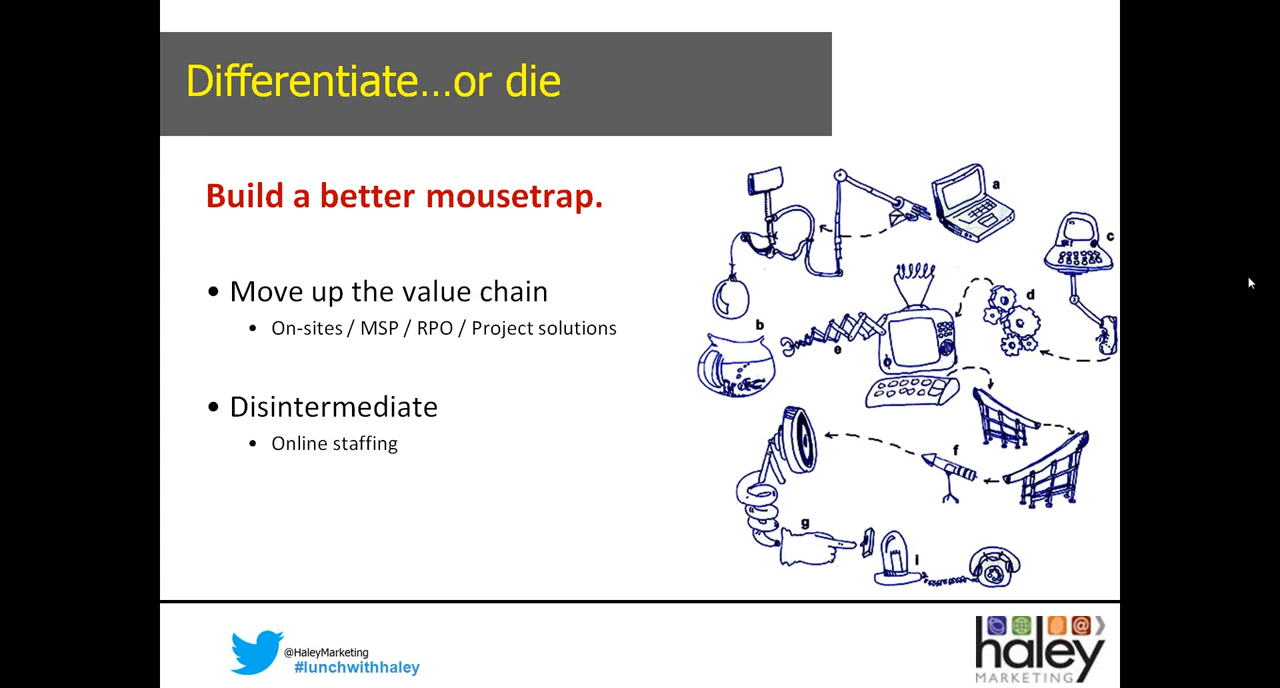 Differentiate...or die
Build a better mousetrap.
• Move up the value chain
• On-sites / MSP / RPO / Project solutions
• Disintermediate
• Online staffing
a
c
b
d
e
f
g
i
@HaleyMarketing
#lunchwithhaley
haley
MARKETING